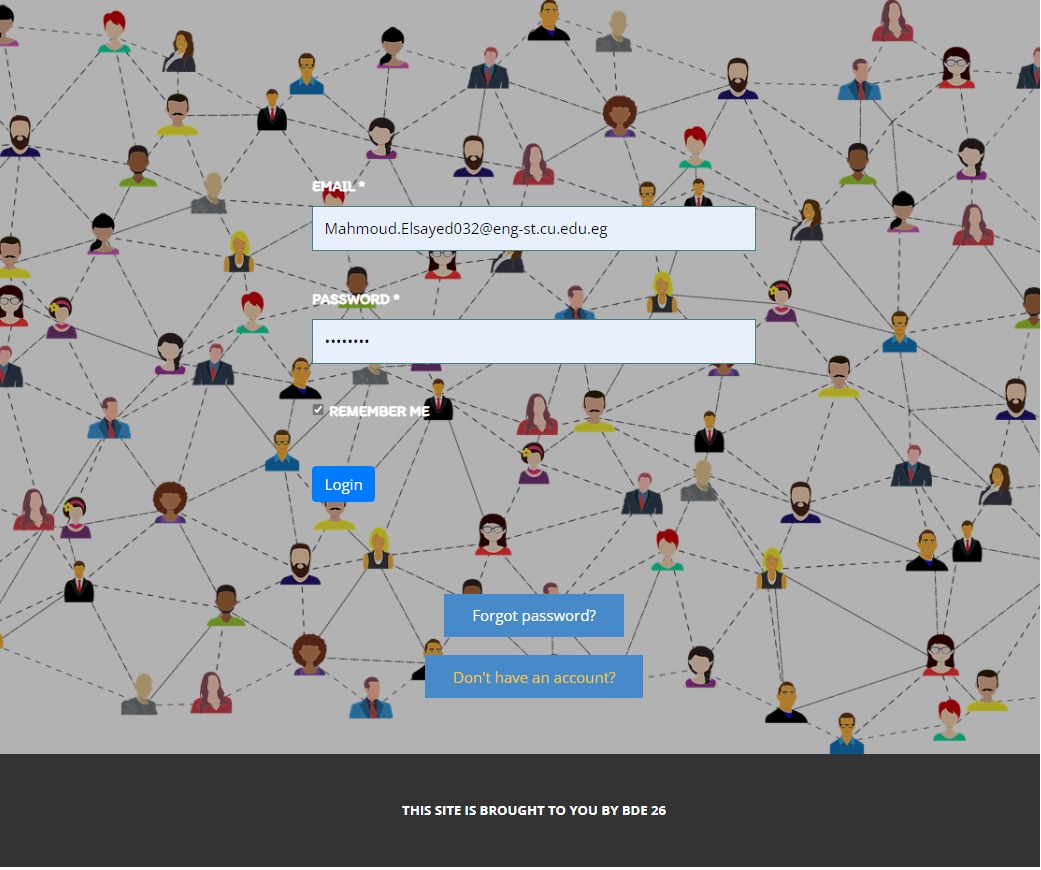 EMAIL *
Mahmoud.Elsayed032@eng-st.cu.edu.eg
PASSWORD *
••••••••
REMEMBER ME
Login
Forgot password?
Don't have an account?
THIS SITE IS BROUGHT TO YOU BY BDE 26